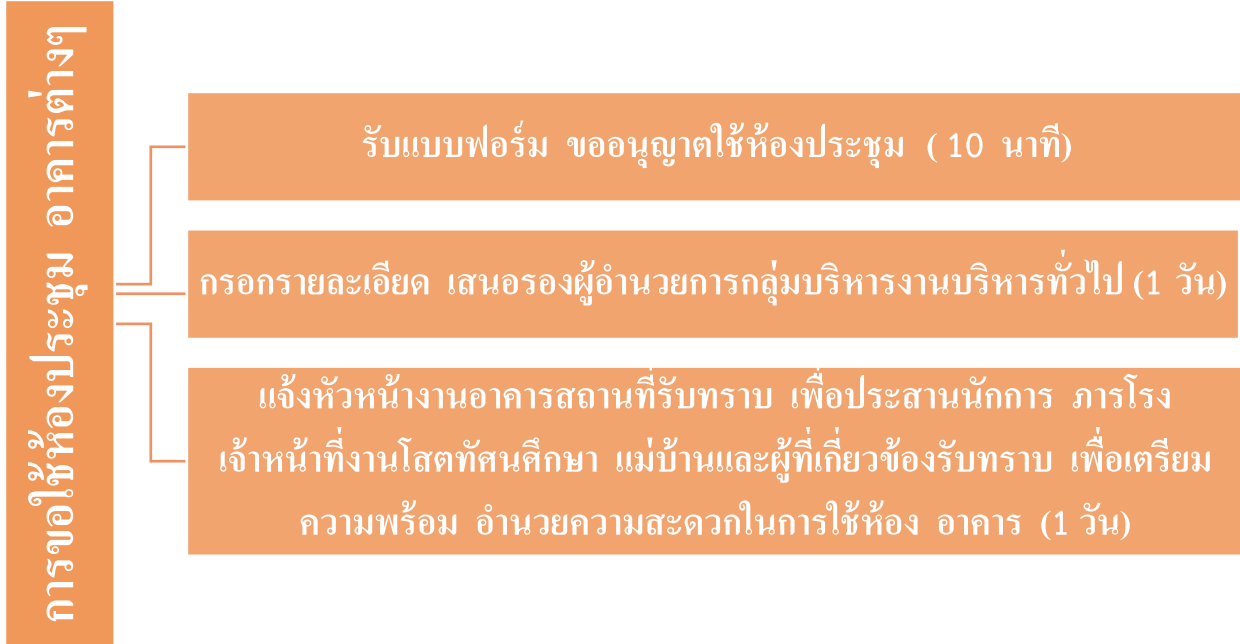 การขอใช้ห้องประชุม อาคารต่างๆ
รับแบบฟอร์ม ขออนุญาตใช้ห้องประชุม ( 10 นาที)
กรอกรายละเอียด เสนอรองผู้อำนวยการกลุ่มบริหารงานบริหารทั่วไป (1 วัน)
แจ้งหัวหน้างานอาคารสถานที่รับทราบ เพื่อประสานนักการ ภารโรง
เจ้าหน้าที่งานโสตทัศนศึกษา แม่บ้านและผู้ที่เกี่ยวข้องรับทราบ เพื่อเตรียม
ความพร้อม อำนวยความสะดวกในการใช้ห้อง อาคาร (1 วัน)